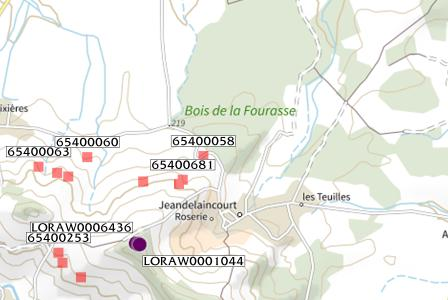 Bois de la Fourasse
ixières
219
65400060
65400058
65400063
65400681
Jeandelaincourt
Roserie
les Teuilles
LORAW0006436
65400253
A
LORAW0001044